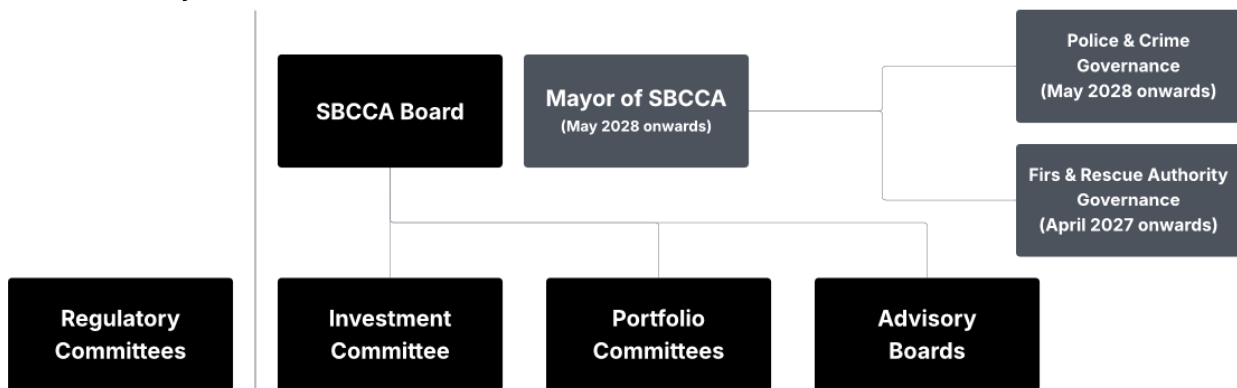 SBCCA Board
Mayor of SBCCA
(May 2028 onwards)
Police & Crime
Governance
(May 2028 onwards)
Firs & Rescue Authority
Governance
(April 2027 onwards)
Regulatory
Committees
Investment
Committee
Portfolio
Committees
Advisory
Boards